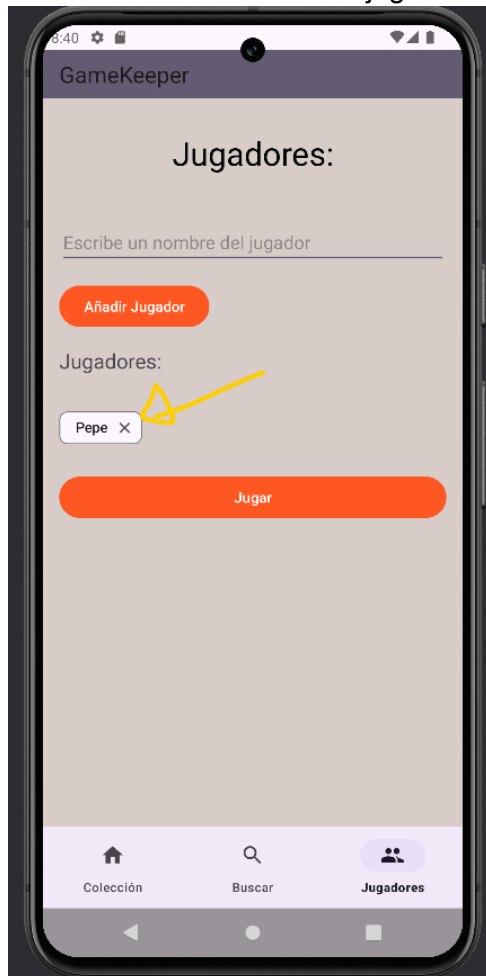 8:40
GameKeeper
Jugadores:
Escribe un nombre del jugador
Añadir Jugador
Jugadores:
Pepe
Jugar
Colección Buscar Jugadores